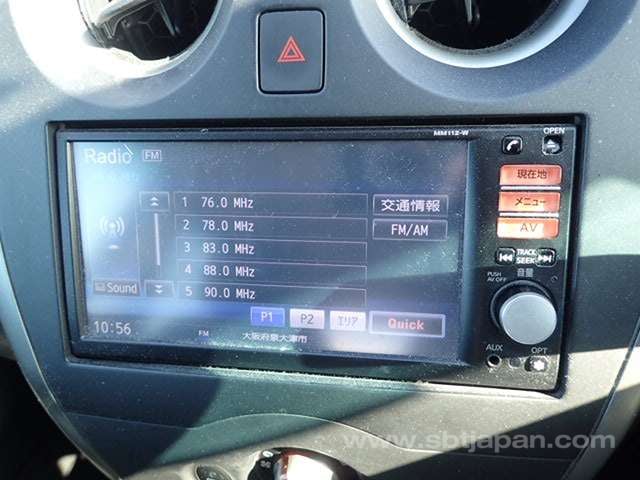 MM112-W
OPEN
Radio FM
現在地
メニュー
AV
1 76.0 MHz
2 78.0 MHz
3 83.0 MHz
4 88.0 MHz
5 90.0 MHz
交通情報
FM/AM
TRACK
SEEK
音量
PUSH
AV OFF
Sound
P1 P2 エリア Quick
10:56 FM 大阪府泉大津市
AUX OPT
www.sbtjapan.com